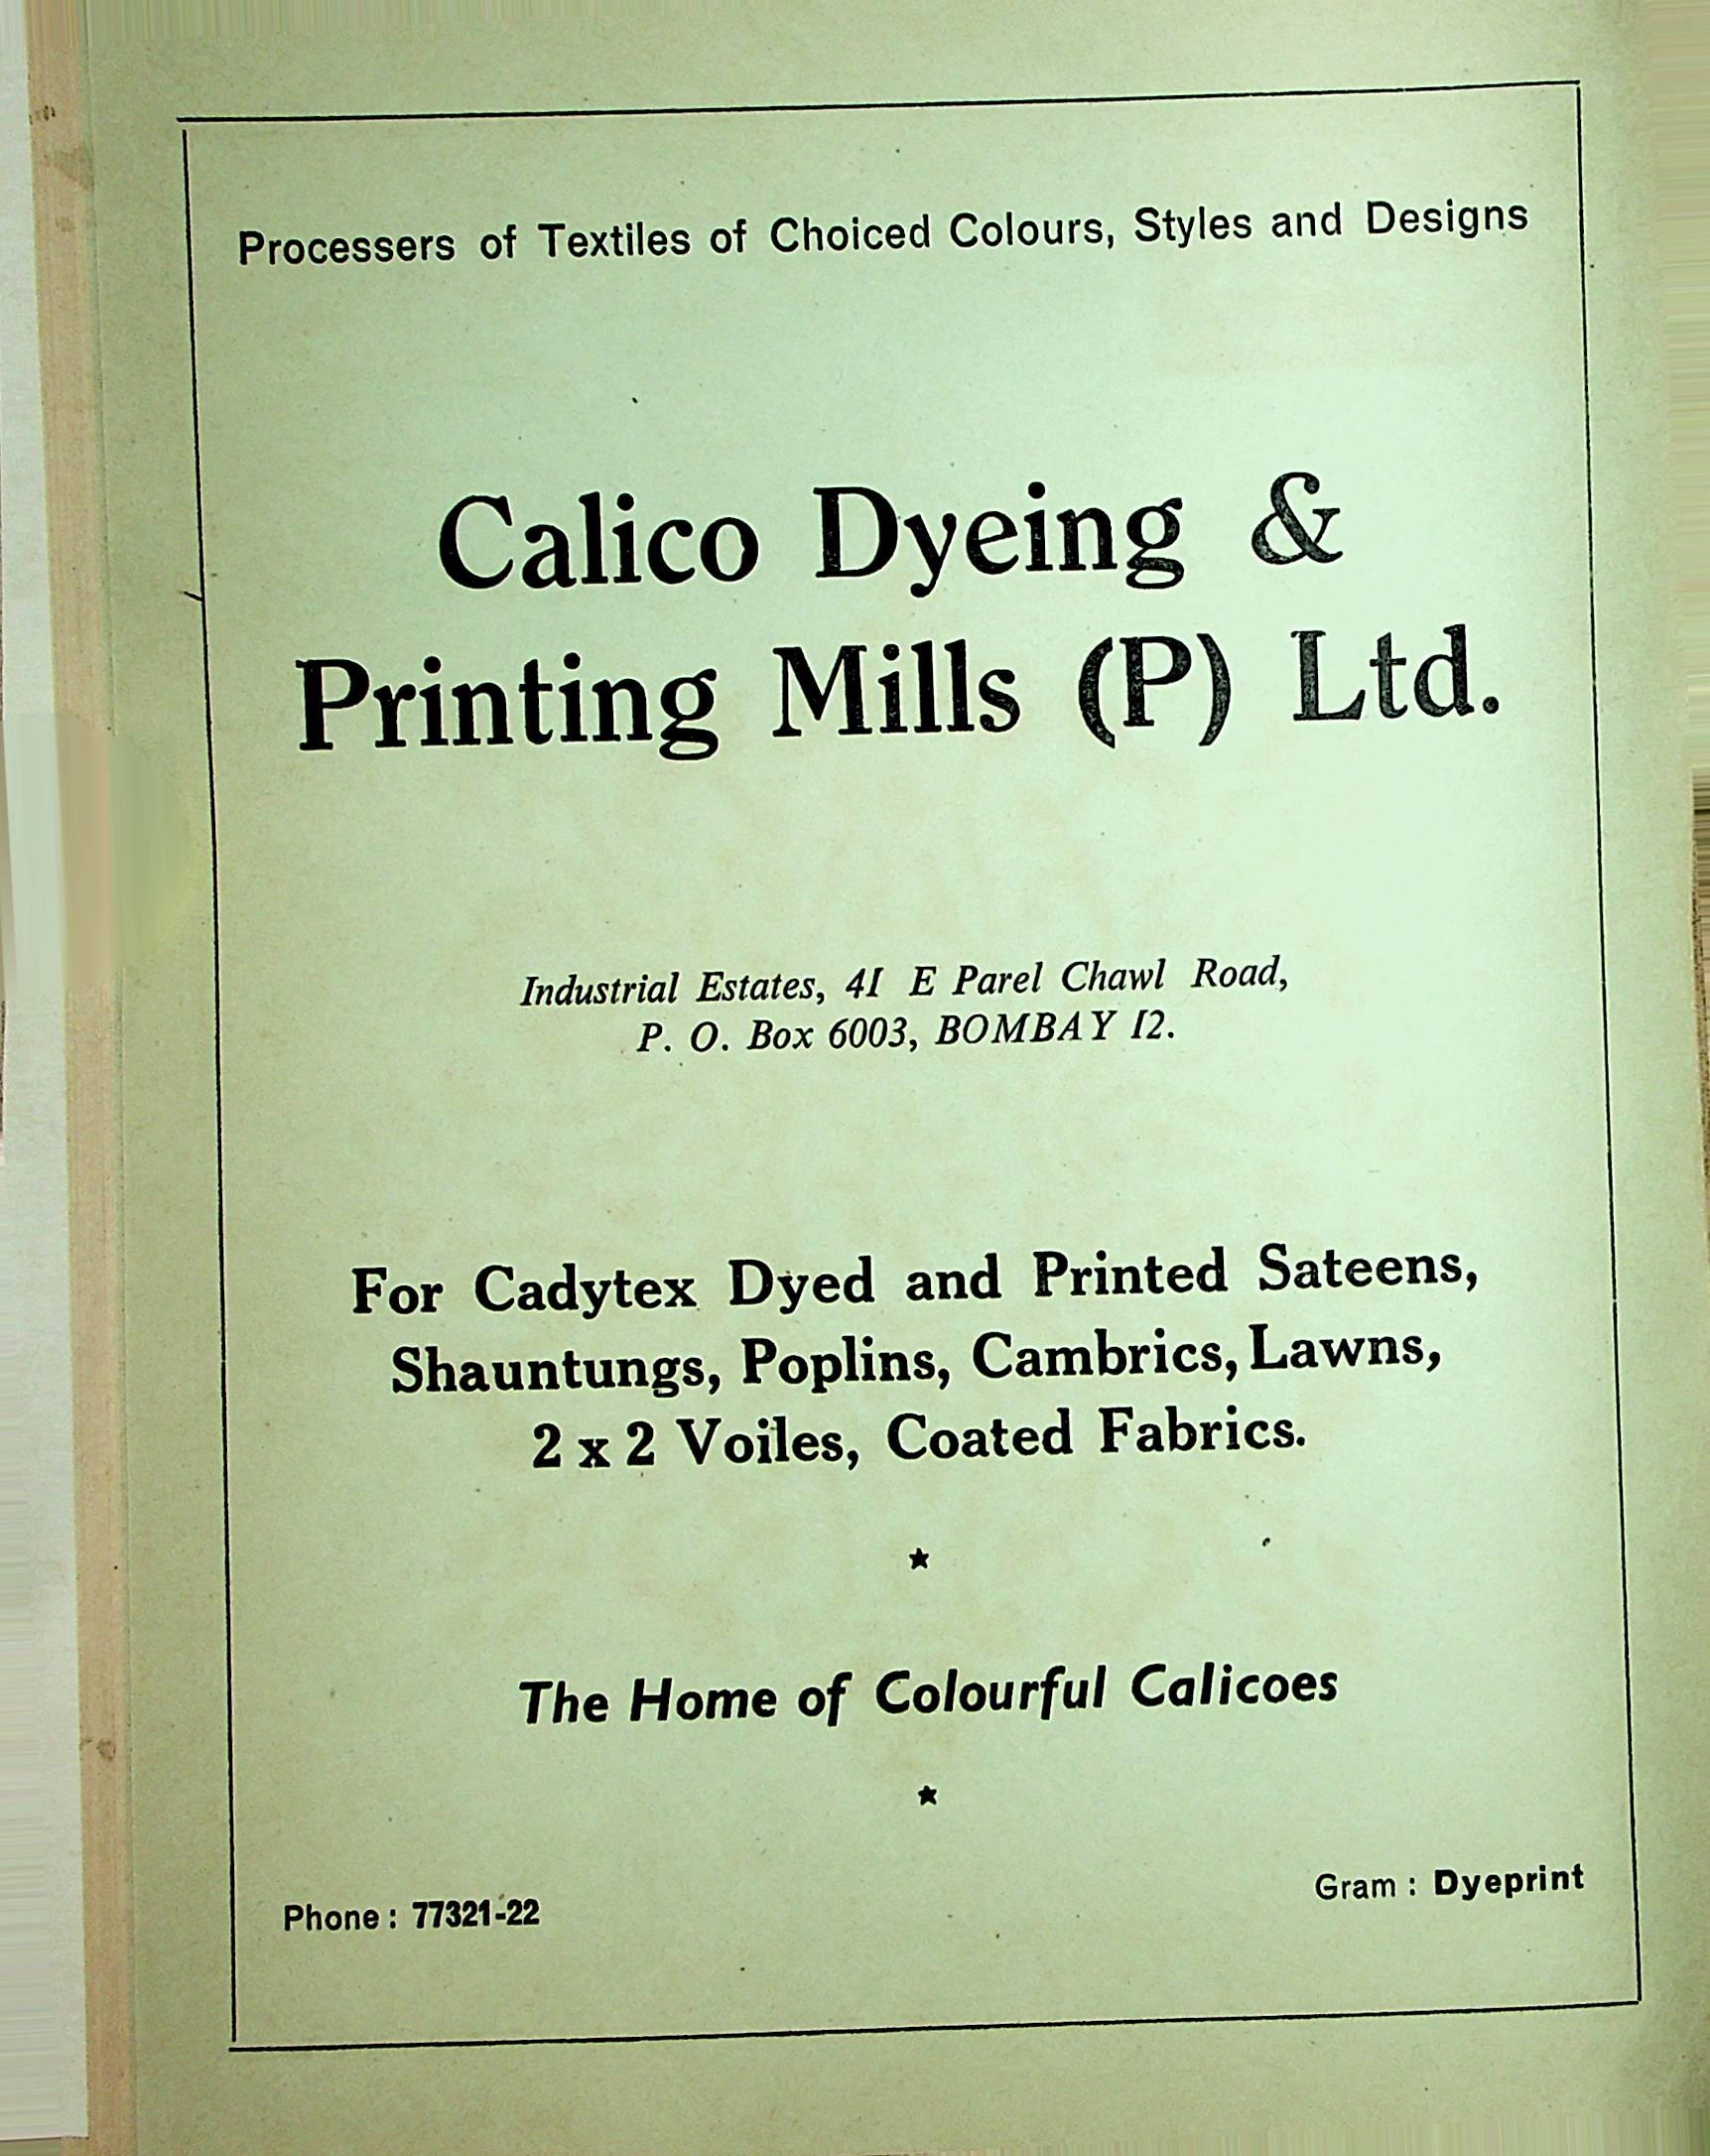 Processers of Textiles of Choiced Colours, Styles and Designs
Calico Dyeing &
Printing Mills (P) Ltd.
Industrial Estates, 41 E Parel Chawl Road,
P. O. Box 6003, BOMBAY 12.
For Cadytex Dyed and Printed Sateens,
Shauntungs, Poplins, Cambrics, Lawns,
2 x 2 Voiles, Coated Fabrics.
★
The Home of Colourful Calicoes
★
Phone : 77321-22
Gram : Dyeprint